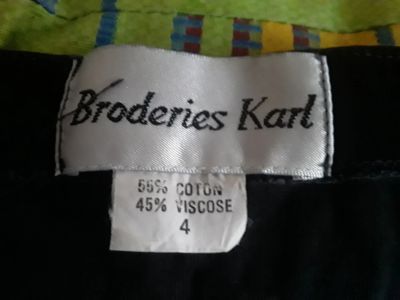 Broderies Karl
55% COTON
45% VISCOSE
4